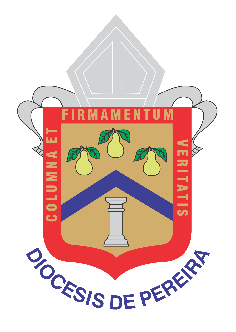 COLUMNA ET
FIRMAMENTUM
VERITATIS
DIOCESIS DE PEREIRA